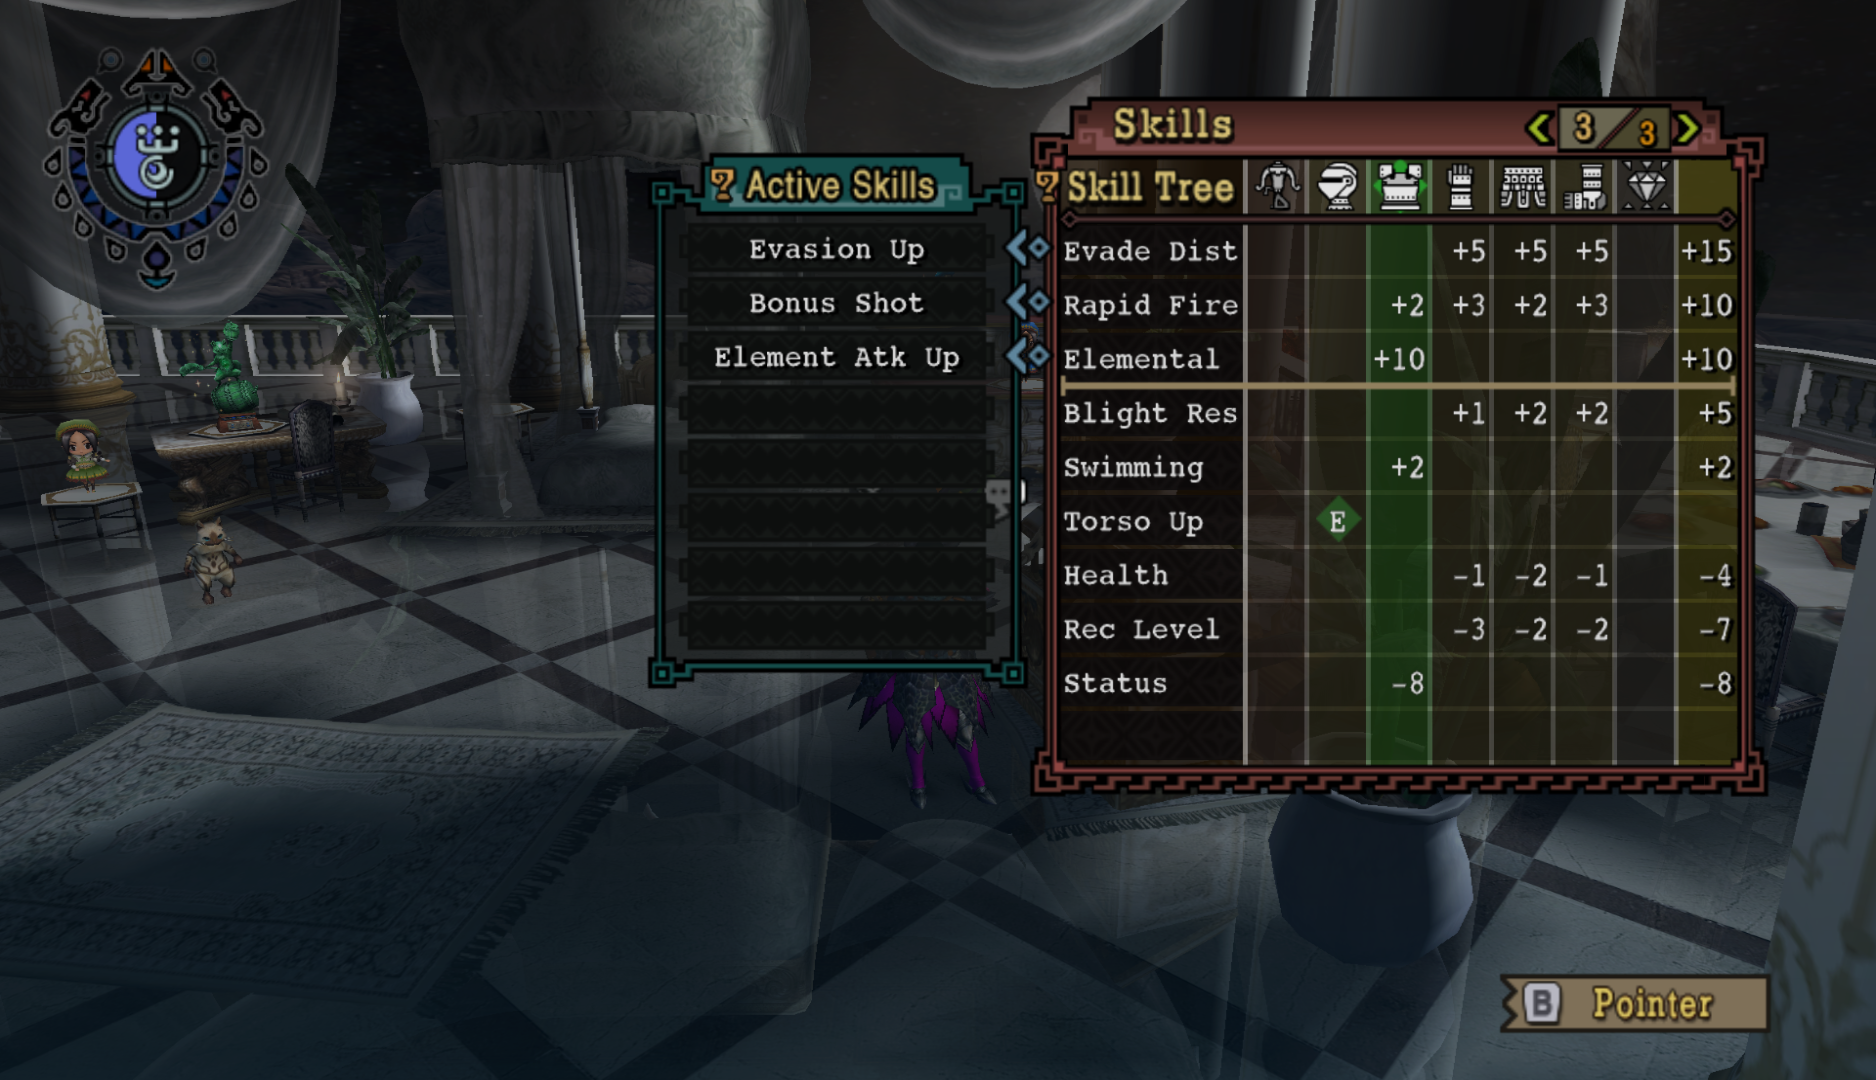 Skills
3/3
? Active Skills
Evasion Up
Bonus Shot
Element Atk Up
? Skill Tree
Evade Dist +5 +5 +5 +15
Rapid Fire +2 +3 +2 +3 +10
Elemental +10 +10
Blight Res +1 +2 +2 +5
Swimming +2 +2
Torso Up E
Health -1 -2 -1 -4
Rec Level -3 -2 -2 -7
Status -8 -8
B Pointer